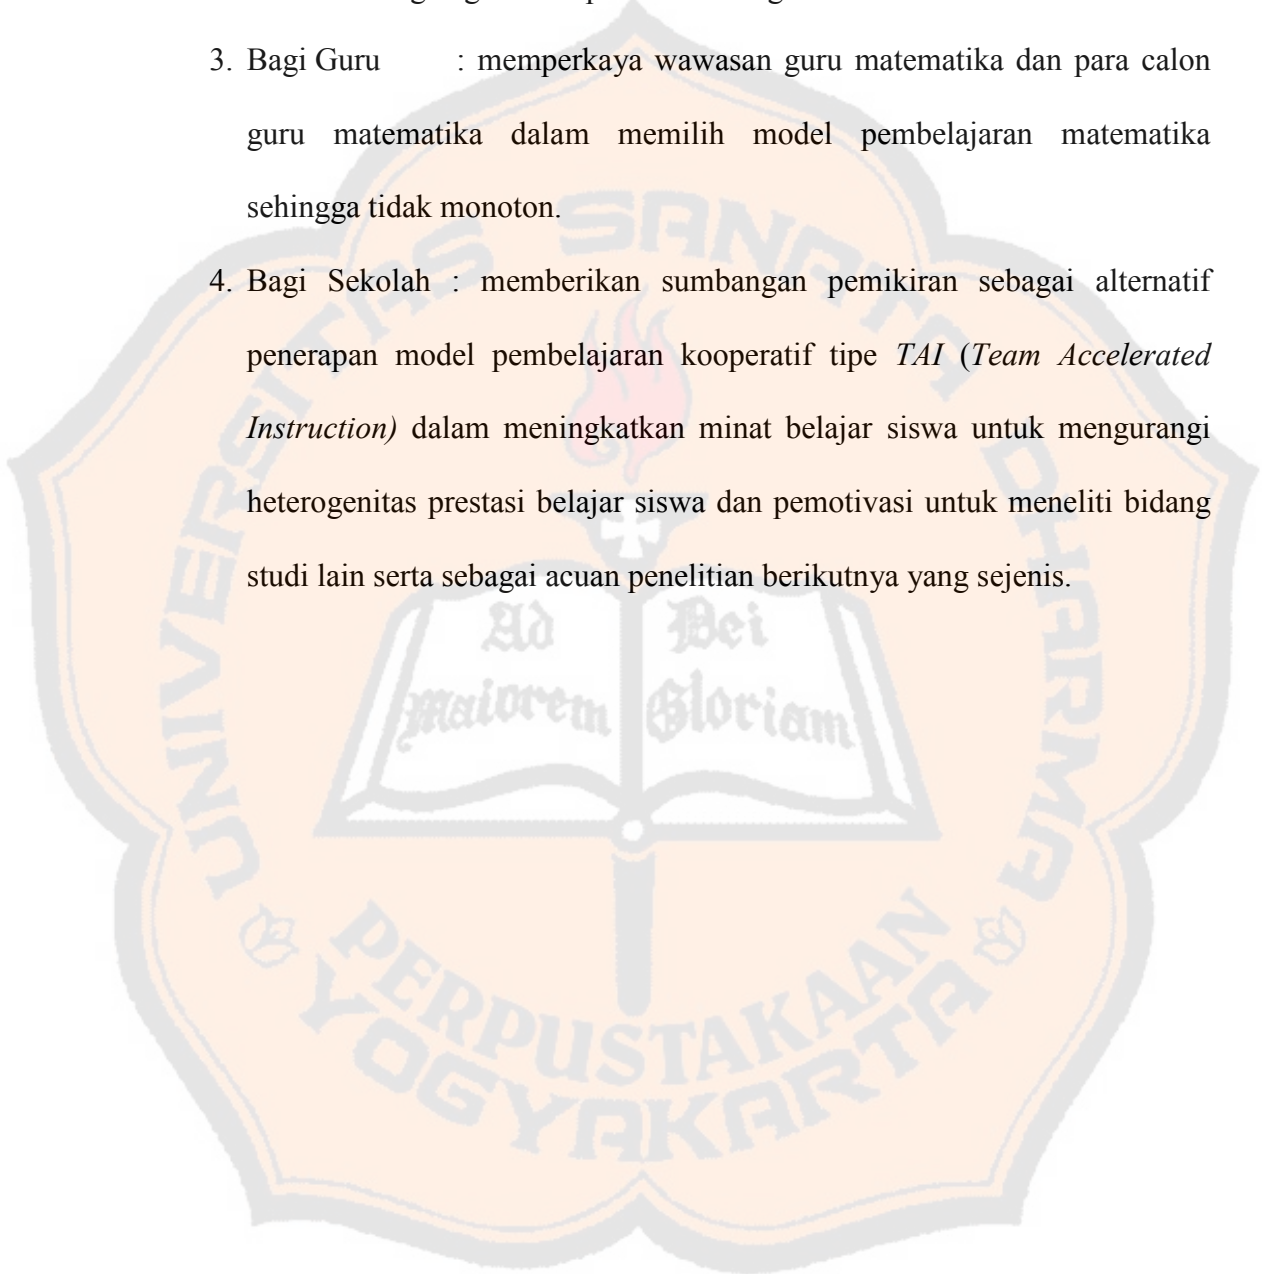 3. Bagi Guru : memperkaya wawasan guru matematika dan para calon
guru matematika dalam memilih model pembelajaran matematika
sehingga tidak monoton.
4. Bagi Sekolah : memberikan sumbangan pemikiran sebagai alternatif
penerapan model pembelajaran kooperatif tipe TAI (Team Accelerated
Instruction) dalam meningkatkan minat belajar siswa untuk mengurangi
heterogenitas prestasi belajar siswa dan pemotivasi untuk meneliti bidang
studi lain serta sebagai acuan penelitian berikutnya yang sejenis.
UNIVERSITAS SANATA DHARMA
Ad Dei
Maiorem Gloriam
PERPUSTAKAAN
YOGYAKARTA